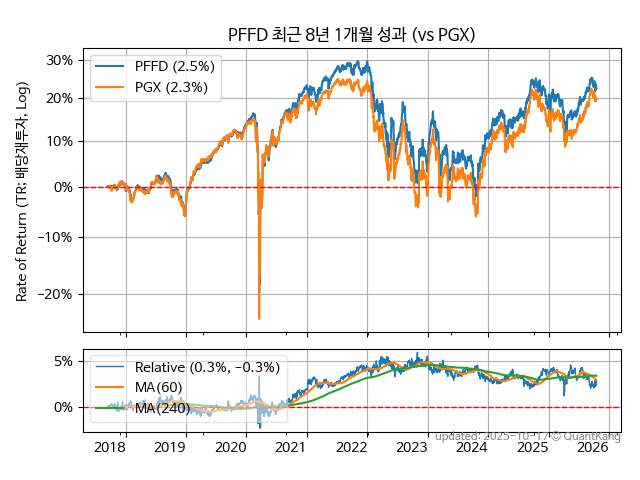 PFFD 최근 8년 1개월 성과 (vs PGX)
Rate of Return (TR: 배당재투자, Log)
30%
20%
10%
0%
−10%
−20%
PFFD (2.5%)
PGX (2.3%)
5%
0%
Relative (0.3%, −0.3%)
MA(60)
MA(240)
updated: 2025-10-17 © QuantKang
2018 2019 2020 2021 2022 2023 2024 2025 2026